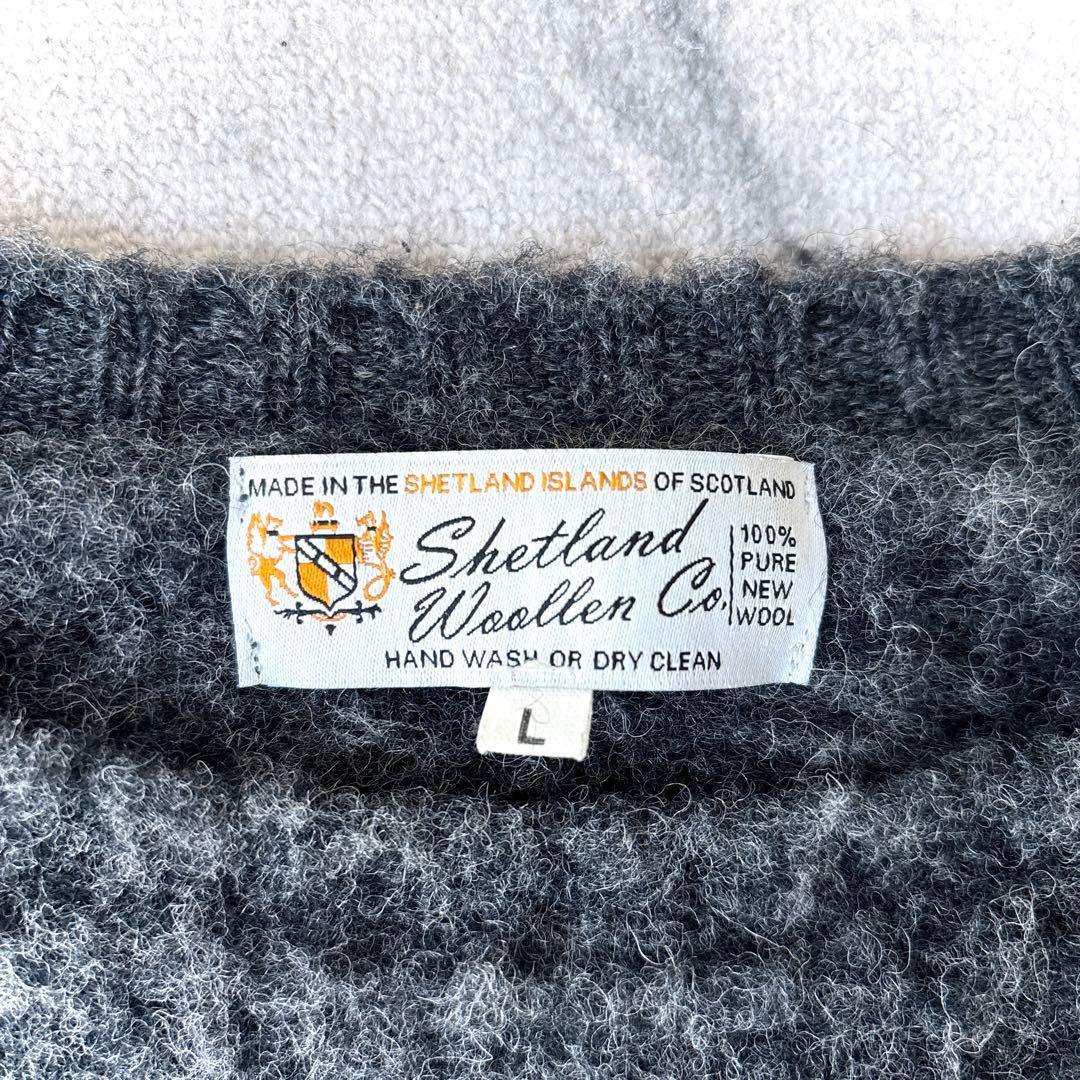 MADE IN THE SHETLAND ISLANDS OF SCOTLAND
Shetland
Woollen Co.
100%
PURE
NEW
WOOL
HAND WASH OR DRY CLEAN
L